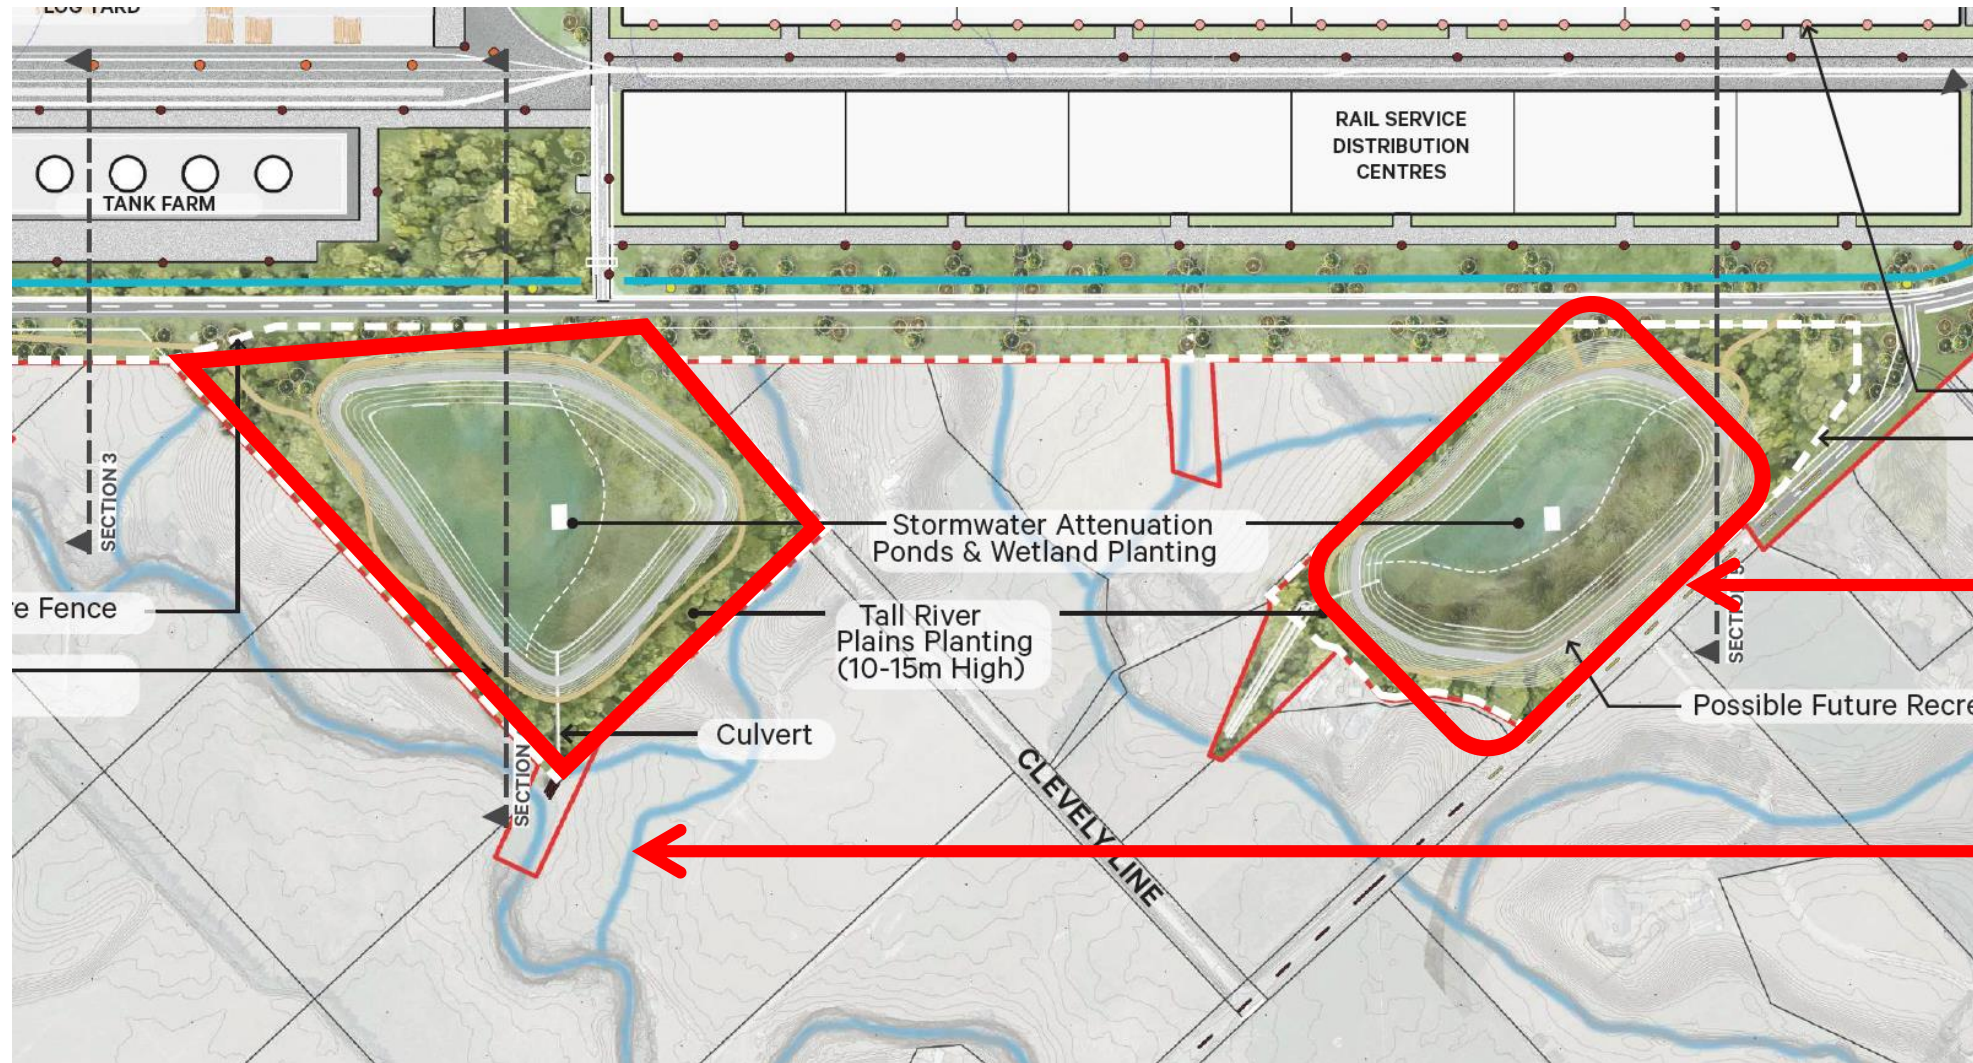 LOG YARD
TANK FARM
RAIL SERVICE
DISTRIBUTION
CENTRES
SECTION 3
Stormwater Attenuation
Ponds & Wetland Planting
re Fence
Tall River
Plains Planting
(10-15m High)
Culvert
SECTION
Possible Future Recre
CLEVELY LINE